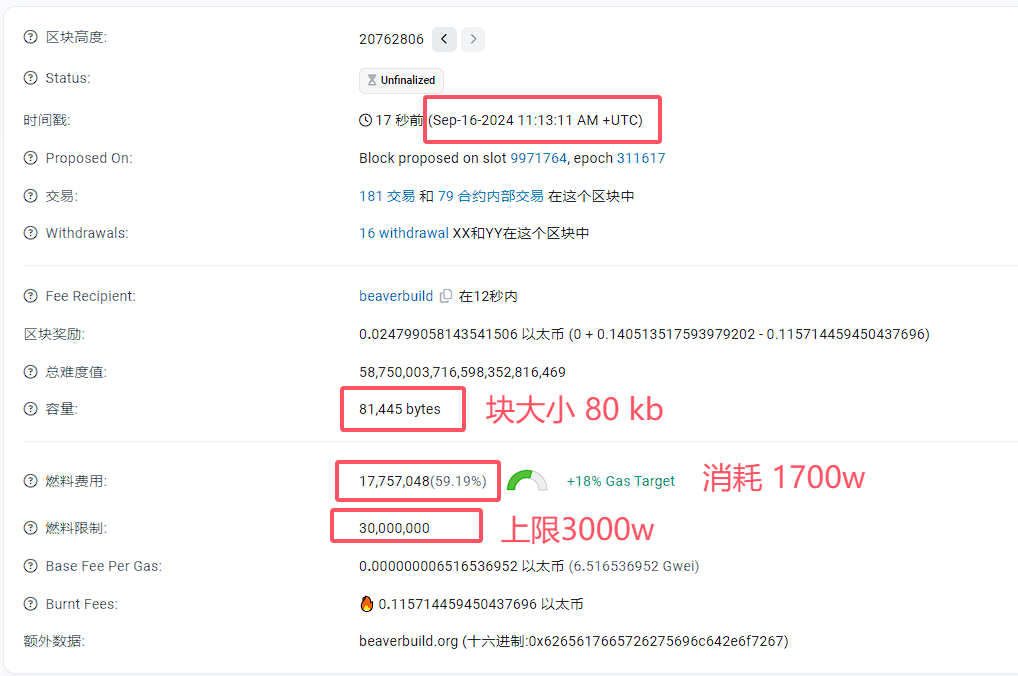 区块高度: 20762806
Status: Unfinalized
时间戳: 17 秒前 (Sep-16-2024 11:13:11 AM +UTC)
Proposed On: Block proposed on slot 9971764, epoch 311617
交易: 181 交易 和 79 合约内部交易 在这个区块中
Withdrawals: 16 withdrawal XX和YY在这个区块中
Fee Recipient: beaverbuild 在12秒内
区块奖励: 0.024799058143541506 以太币 (0 + 0.140513517593979202 - 0.115714459450437696)
总难度值: 58,750,003,716,598,352,816,469
容量: 81,445 bytes 块大小 80 kb
燃料费用: 17,757,048(59.19%) +18% Gas Target 消耗 1700w
燃料限制: 30,000,000 上限3000w
Base Fee Per Gas: 0.000000006516536952 以太币 (6.516536952 Gwei)
Burnt Fees: 0.115714459450437696 以太币
额外数据: beaverbuild.org (十六进制:0x6265617665726275696c642e6f7267)